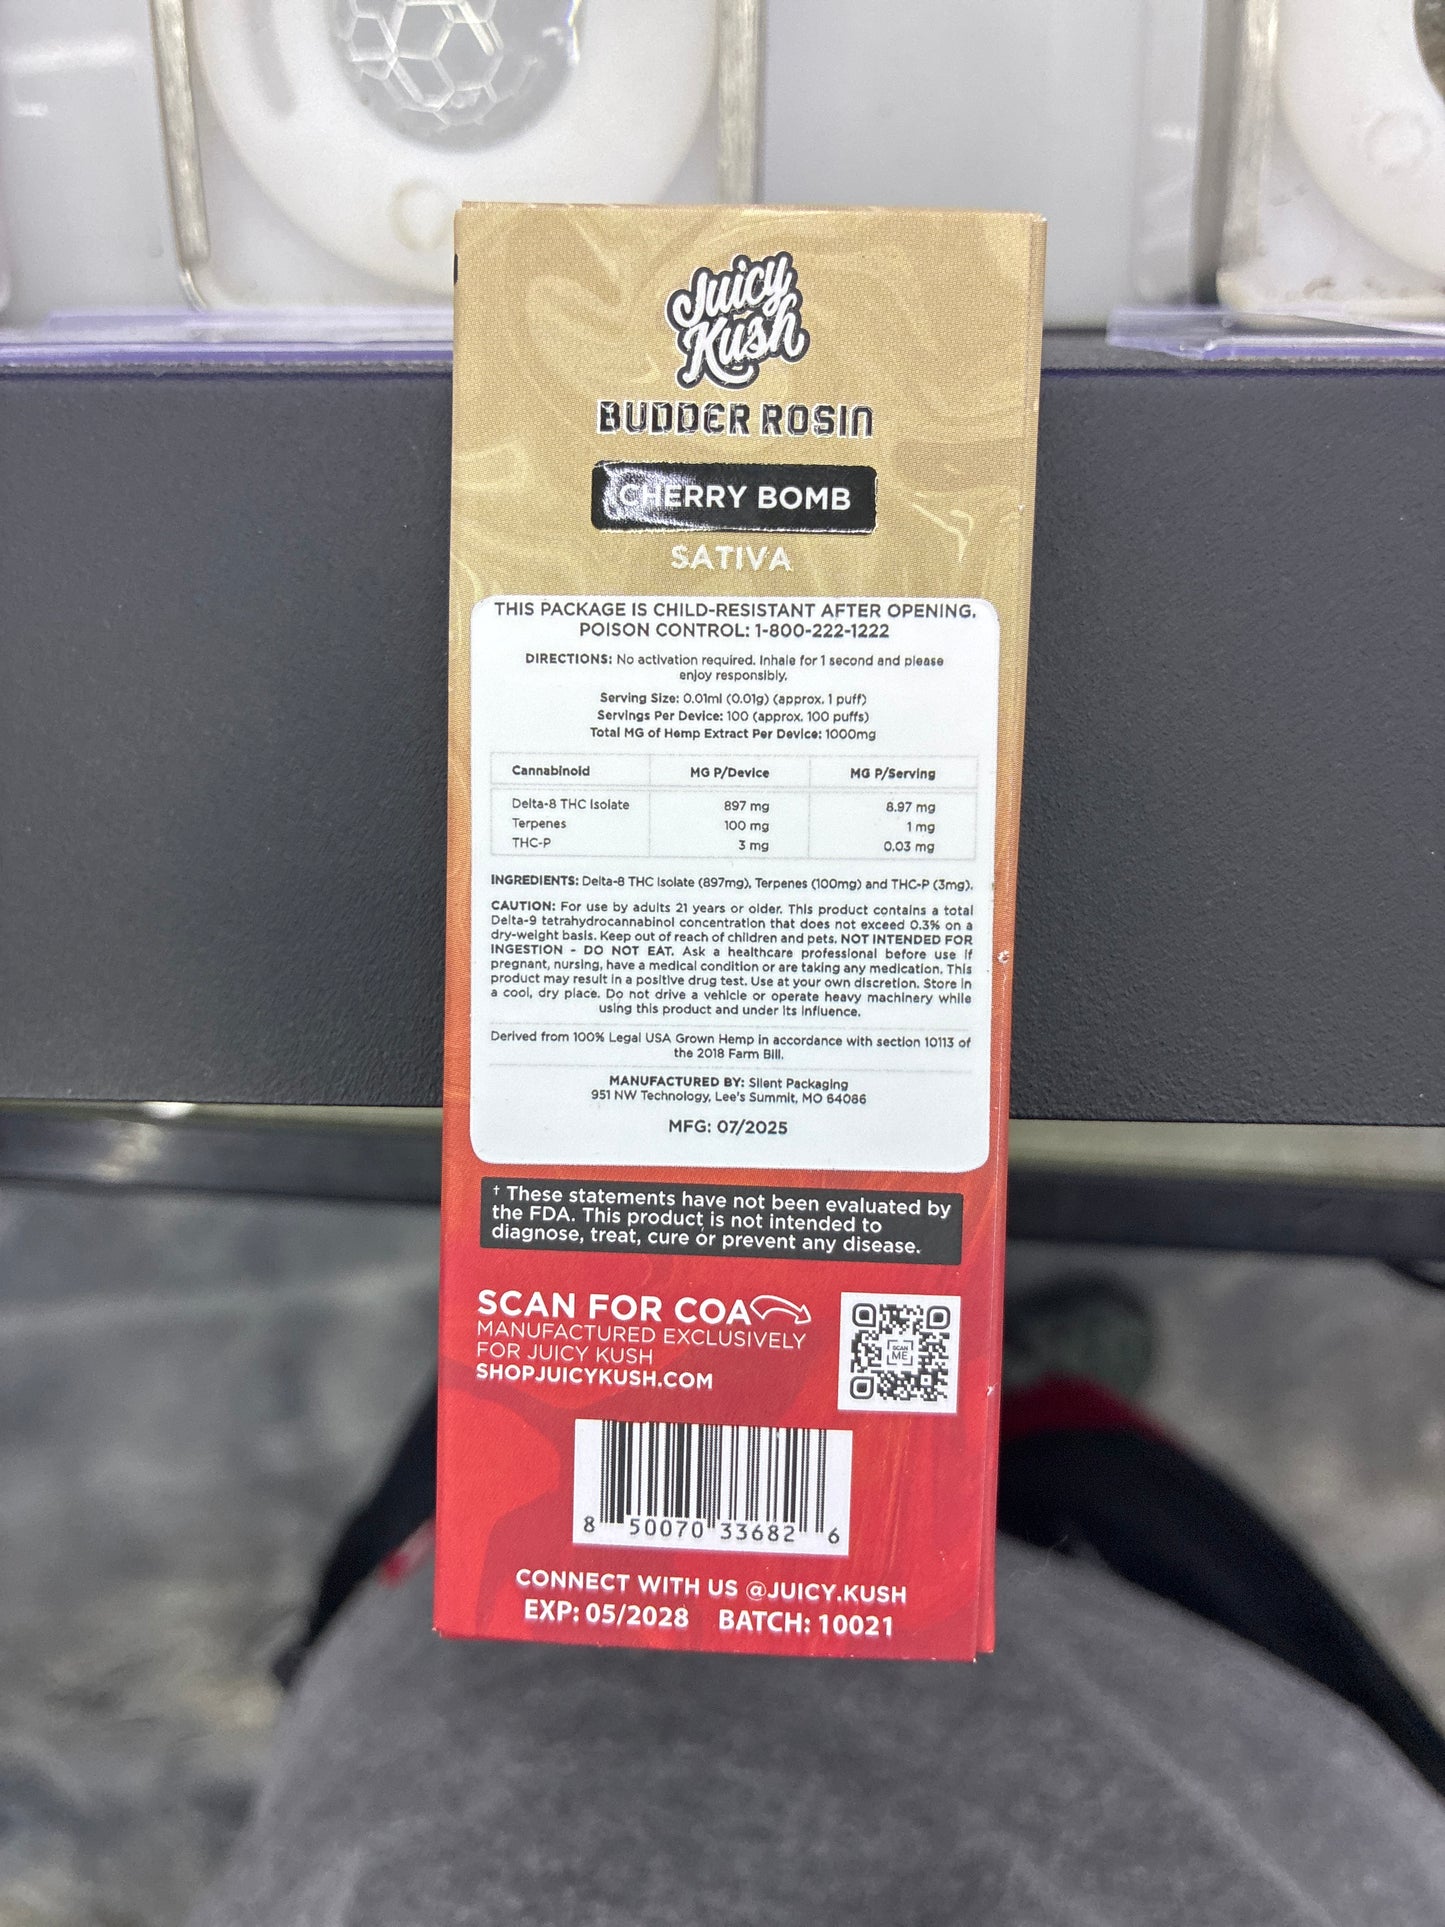 Juicy
Kush
BUDDER ROSIN
CHERRY BOMB
SATIVA
THIS PACKAGE IS CHILD-RESISTANT AFTER OPENING.
POISON CONTROL: 1-800-222-1222
DIRECTIONS: No activation required. Inhale for 1 second and please
enjoy responsibly.
Serving Size: 0.01ml (0.01g) (approx. 1 puff)
Servings Per Device: 100 (approx. 100 puffs)
Total MG of Hemp Extract Per Device: 1000mg
Cannabinoid MG P/Device MG P/Serving
Delta-8 THC Isolate 897 mg 8.97 mg
Terpenes 100 mg 1 mg
THC-P 3 mg 0.03 mg
INGREDIENTS: Delta-8 THC Isolate (897mg), Terpenes (100mg) and THC-P (3mg).
CAUTION: For use by adults 21 years or older. This product contains a total
Delta-9 tetrahydrocannabinol concentration that does not exceed 0.3% on a
dry-weight basis. Keep out of reach of children and pets. NOT INTENDED FOR
INGESTION - DO NOT EAT. Ask a healthcare professional before use if
pregnant, nursing, have a medical condition or are taking any medication. This
product may result in a positive drug test. Use at your own discretion. Store in
a cool, dry place. Do not drive a vehicle or operate heavy machinery while
using this product and under its influence.
Derived from 100% Legal USA Grown Hemp in accordance with section 10113 of
the 2018 Farm Bill.
MANUFACTURED BY: Silent Packaging
951 NW Technology, Lee's Summit, MO 64086
MFG: 07/2025
† These statements have not been evaluated by
the FDA. This product is not intended to
diagnose, treat, cure or prevent any disease.
SCAN FOR COA
MANUFACTURED EXCLUSIVELY
FOR JUICY KUSH
SHOPJUICYKUSH.COM
SCAN
ME
8 50070 33682 6
CONNECT WITH US @JUICY.KUSH
EXP: 05/2028 BATCH: 10021